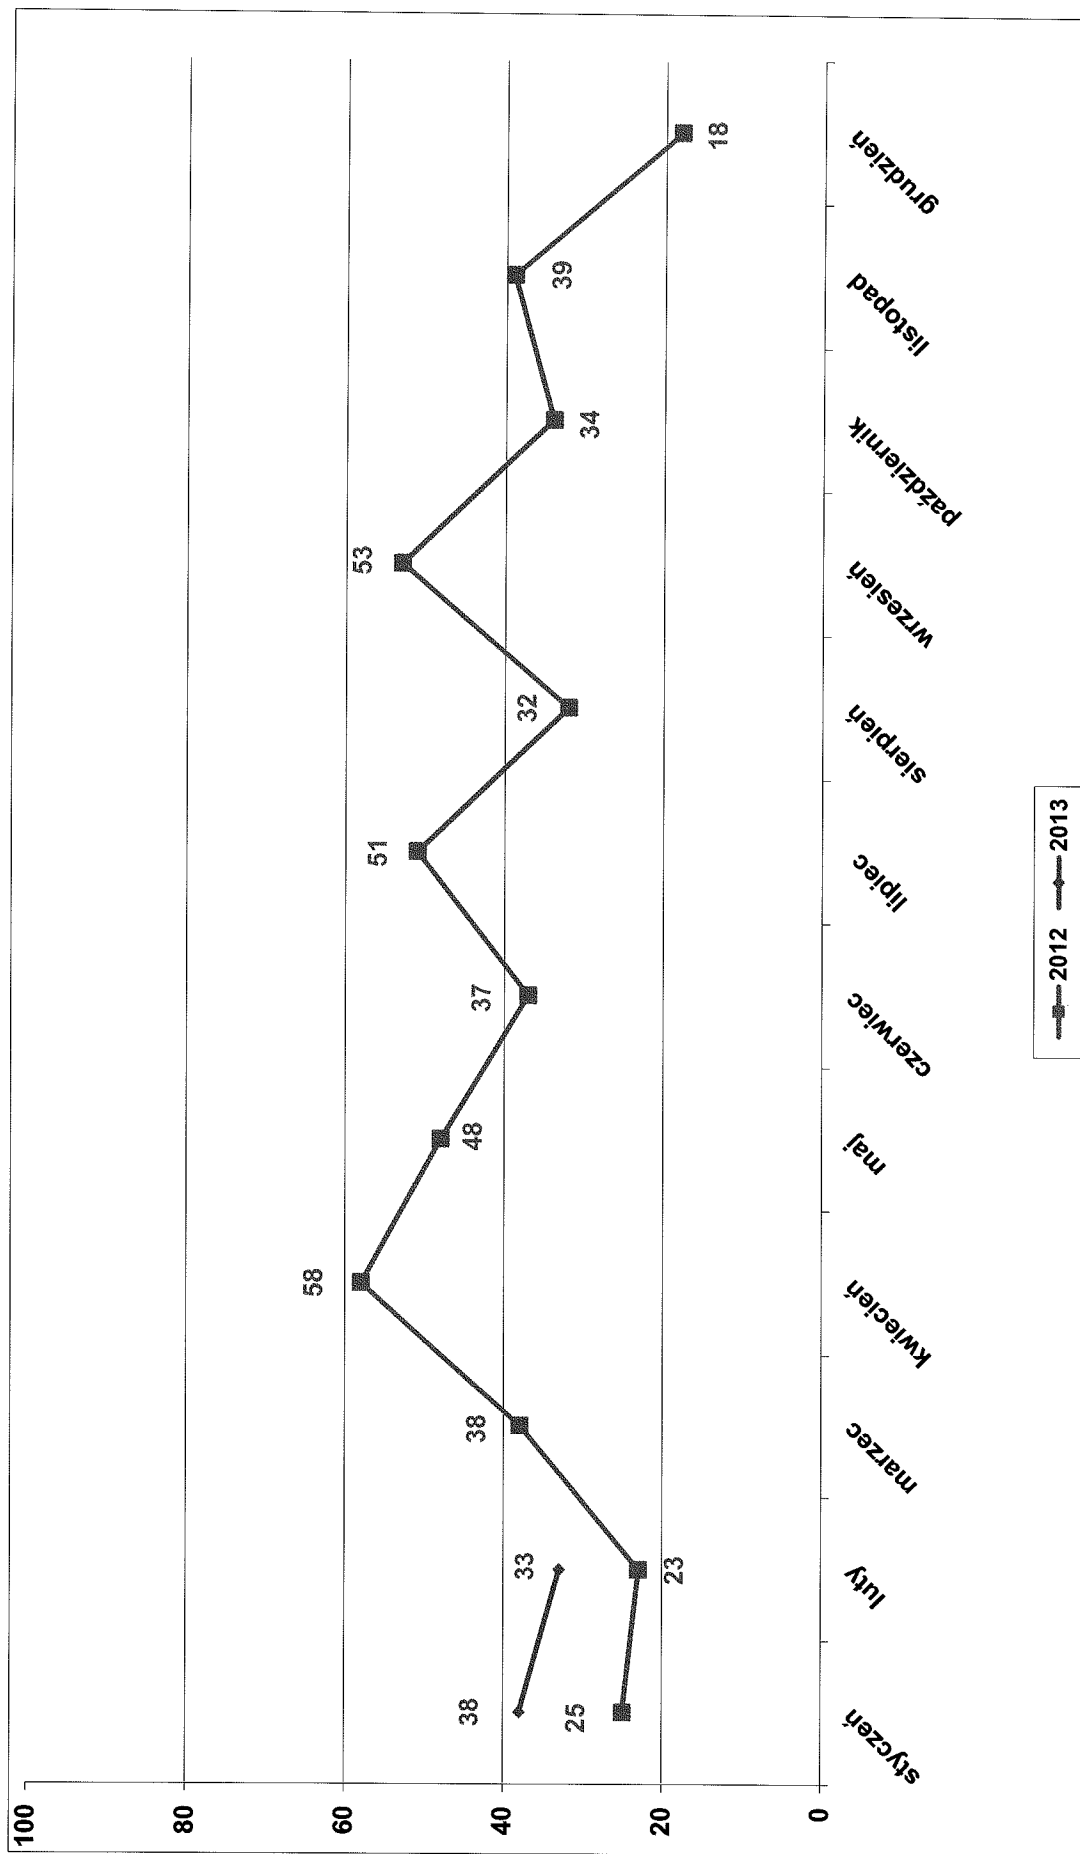 100
80
60
40
20
0
58
53
51
48
38
37
39
38
33
32
34
25
23
18
styczeń
luty
marzec
kwiecień
maj
czerwiec
lipiec
sierpień
wrzesień
październik
listopad
grudzień
2012 2013